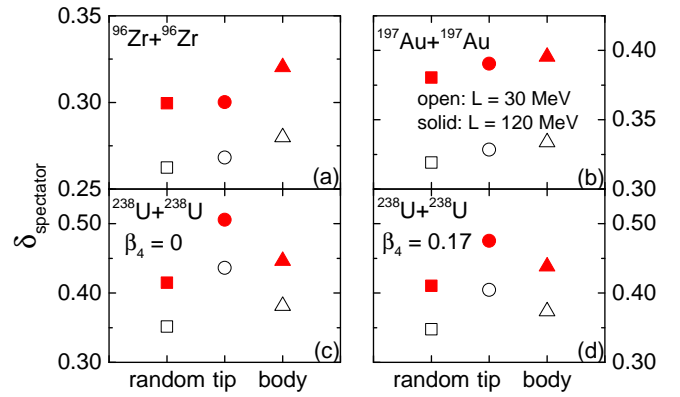 ⁹⁶Zr+⁹⁶Zr
¹⁹⁷Au+¹⁹⁷Au
0.40
open: L = 30 MeV
0.30
solid: L = 120 MeV
0.35
(a)
(b)
0.25
0.30
²³⁸U+²³⁸U
²³⁸U+²³⁸U
0.50
0.50
β₄ = 0
β₄ = 0.17
δspectator
0.40
0.40
(c)
(d)
0.30
0.30
random tip body
random tip body